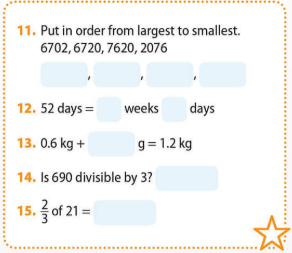 11. Put in order from largest to smallest.
6702, 6720, 7620, 2076
, , ,
12. 52 days = weeks days
13. 0.6 kg + g = 1.2 kg
14. Is 690 divisible by 3?
15. 2/3 of 21 =